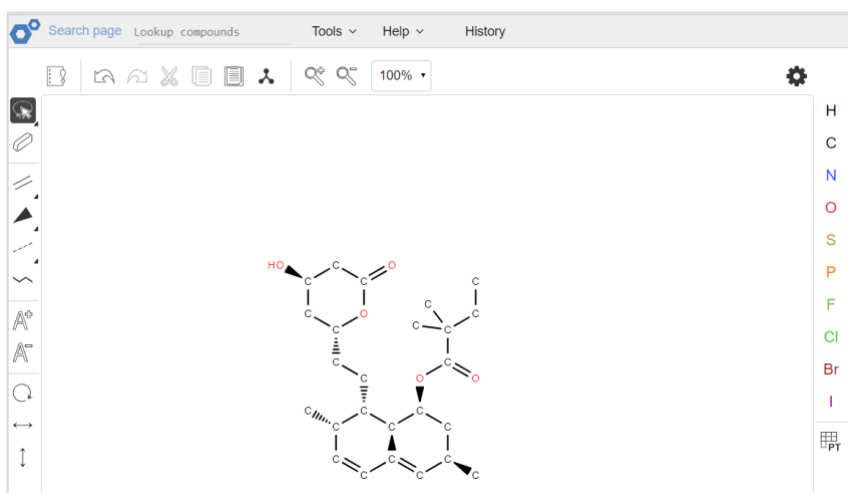 Search page Lookup compounds Tools Help History
100%
H
C
N
O
S
P
F
Cl
Br
I
PT
A+
A-
HO C O
C C C
C O C
C C C
C C C
C C O C O
C C C
C C C C
C C C
C C C C C